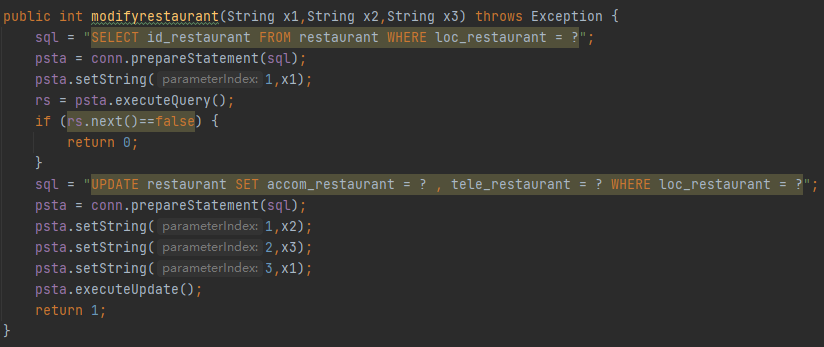 public int modifyrestaurant(String x1,String x2,String x3) throws Exception {
    sql = "SELECT id_restaurant FROM restaurant WHERE loc_restaurant = ?";
    psta = conn.prepareStatement(sql);
    psta.setString( parameterIndex: 1,x1);
    rs = psta.executeQuery();
    if (rs.next()==false) {
        return 0;
    }
    sql = "UPDATE restaurant SET accom_restaurant = ? , tele_restaurant = ? WHERE loc_restaurant = ?";
    psta = conn.prepareStatement(sql);
    psta.setString( parameterIndex: 1,x2);
    psta.setString( parameterIndex: 2,x3);
    psta.setString( parameterIndex: 3,x1);
    psta.executeUpdate();
    return 1;
}